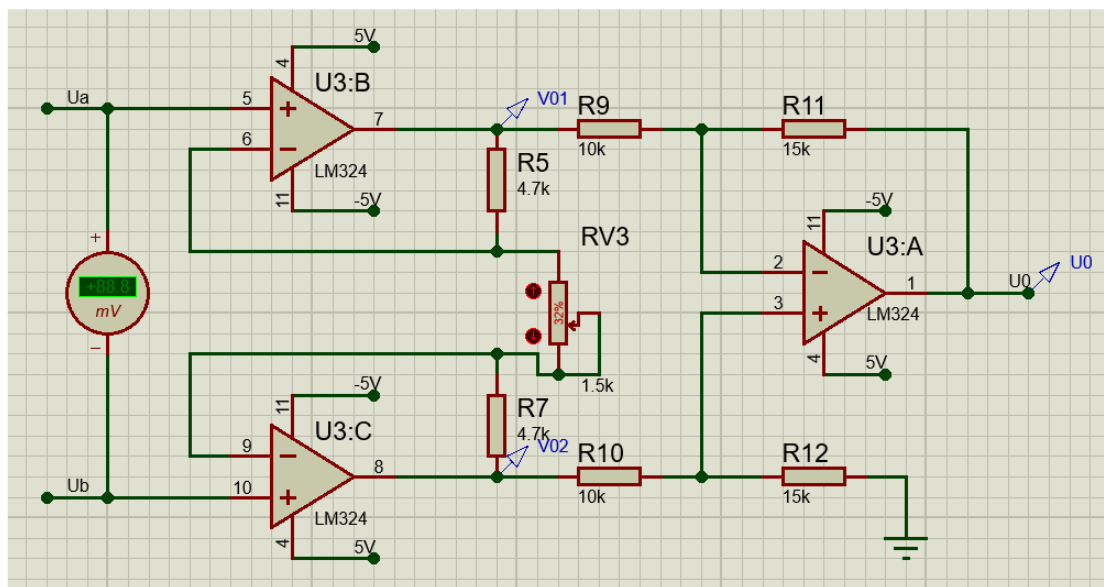 5V
4
U3:B
Ua
5
6
7
LM324
11
-5V
V01
R9
10k
R11
15k
R5
4.7k
RV3
32%
1.5k
+88.8
mV
-5V
11
U3:A
2
3
1
LM324
4
5V
U0
U0
-5V
11
U3:C
9
10
8
LM324
4
5V
Ub
R7
4.7k
V02
R10
10k
R12
15k